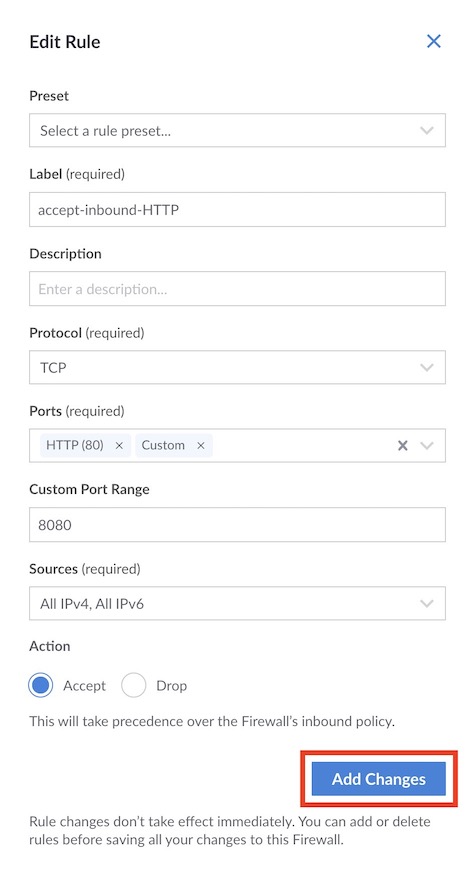 Edit Rule
Preset
Select a rule preset...
Label (required)
accept-inbound-HTTP
Description
Enter a description...
Protocol (required)
TCP
Ports (required)
HTTP (80) × Custom ×
Custom Port Range
8080
Sources (required)
All IPv4, All IPv6
Action
Accept Drop
This will take precedence over the Firewall’s inbound policy.
Add Changes
Rule changes don’t take effect immediately. You can add or delete
rules before saving all your changes to this Firewall.